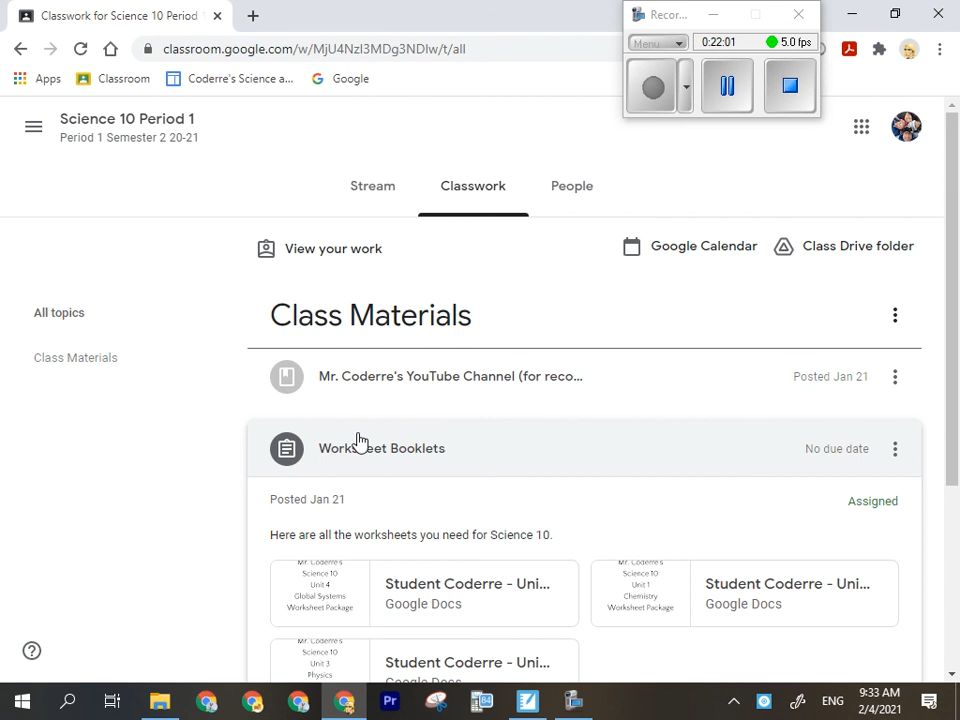 Classwork for Science 10 Period 1
Recor...
Menu
0:22:01
5.0 fps
classroom.google.com/w/MjU4NzI3MDg3NDIw/t/all
Apps
Classroom
Coderre's Science a...
Google
Science 10 Period 1
Period 1 Semester 2 20-21
Stream
Classwork
People
View your work
Google Calendar
Class Drive folder
All topics
Class Materials
Class Materials
Mr. Coderre's YouTube Channel (for reco...
Posted Jan 21
Worksheet Booklets
No due date
Posted Jan 21
Assigned
Here are all the worksheets you need for Science 10.
Mr. Coderre's
Science 10
Unit 4
Global Systems
Worksheet Package
Student Coderre - Uni...
Google Docs
Mr. Coderre's
Science 10
Unit 1
Chemistry
Worksheet Package
Student Coderre - Uni...
Google Docs
Mr. Coderre's
Science 10
Unit 3
Physics
Student Coderre - Uni...
Google Docs
Pr
84
ENG
9:33 AM
2/4/2021